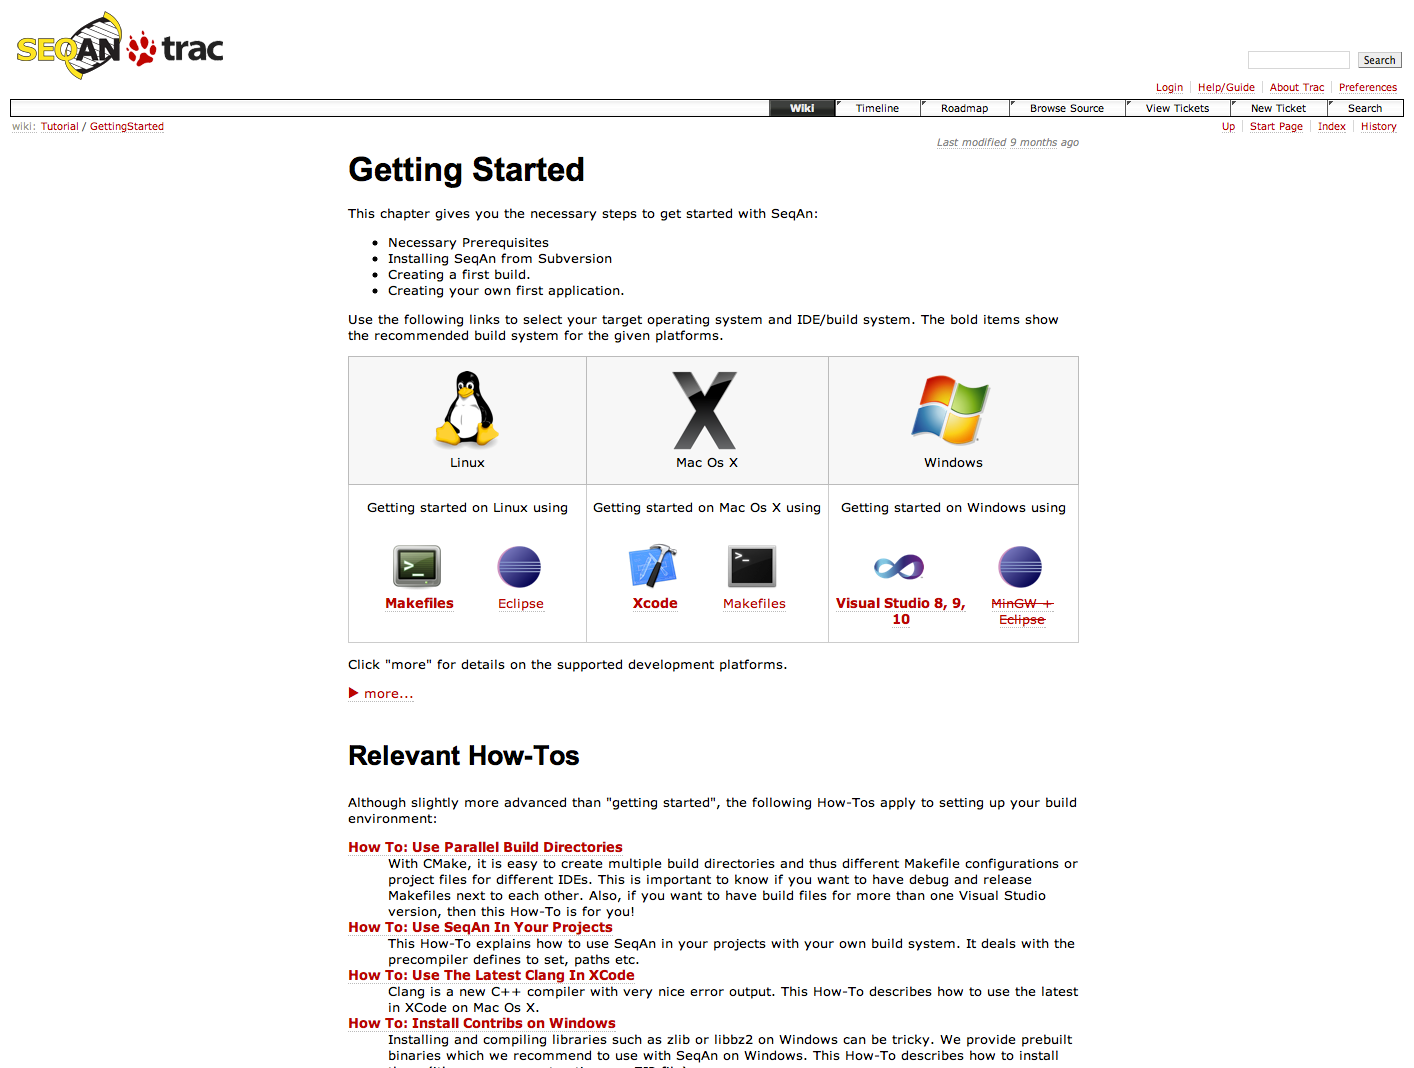 SEQAN trac
Search
Login Help/Guide About Trac Preferences
Wiki Timeline Roadmap Browse Source View Tickets New Ticket Search
wiki: Tutorial / GettingStarted
Up Start Page Index History
Last modified 9 months ago
Getting Started
This chapter gives you the necessary steps to get started with SeqAn:
• Necessary Prerequisites
• Installing SeqAn from Subversion
• Creating a first build.
• Creating your own first application.
Use the following links to select your target operating system and IDE/build system. The bold items show
the recommended build system for the given platforms.
Linux Mac Os X Windows
Getting started on Linux using Getting started on Mac Os X using Getting started on Windows using
Makefiles Eclipse Xcode Makefiles Visual Studio 8, 9, MinGW +
10 Eclipse
Click "more" for details on the supported development platforms.
more...
Relevant How-Tos
Although slightly more advanced than "getting started", the following How-Tos apply to setting up your build
environment:
How To: Use Parallel Build Directories
With CMake, it is easy to create multiple build directories and thus different Makefile configurations or
project files for different IDEs. This is important to know if you want to have debug and release
Makefiles next to each other. Also, if you want to have build files for more than one Visual Studio
version, then this How-To is for you!
How To: Use SeqAn In Your Projects
This How-To explains how to use SeqAn in your projects with your own build system. It deals with the
precompiler defines to set, paths etc.
How To: Use The Latest Clang In XCode
Clang is a new C++ compiler with very nice error output. This How-To describes how to use the latest
in XCode on Mac Os X.
How To: Install Contribs on Windows
Installing and compiling libraries such as zlib or libbz2 on Windows can be tricky. We provide prebuilt
binaries which we recommend to use with SeqAn on Windows. This How-To describes how to install